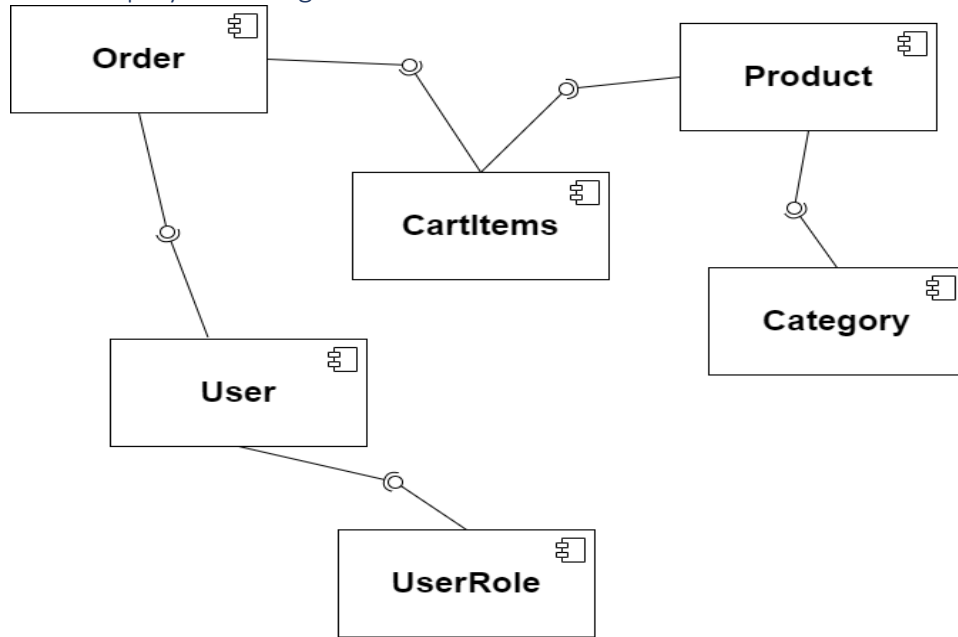 Order
Product
CartItems
Category
User
UserRole